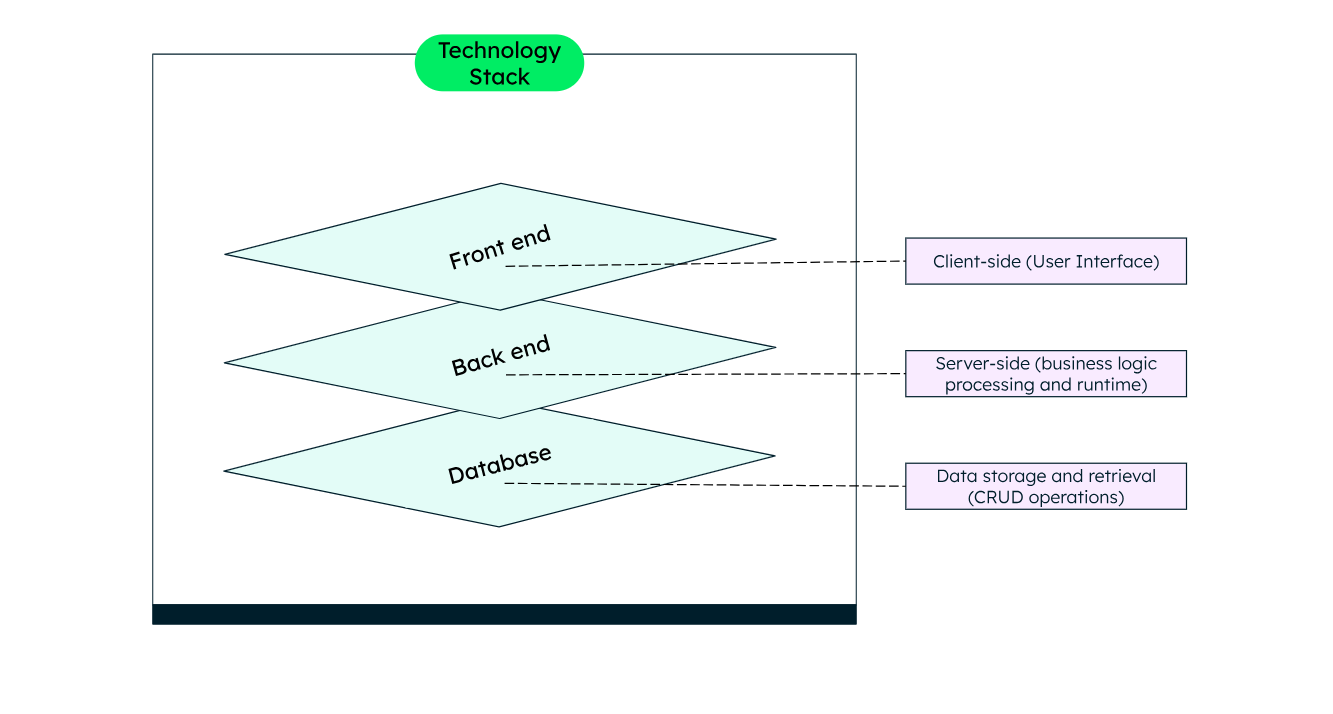 Technology
Stack
Front end
Client-side (User Interface)
Back end
Server-side (business logic
processing and runtime)
Database
Data storage and retrieval
(CRUD operations)